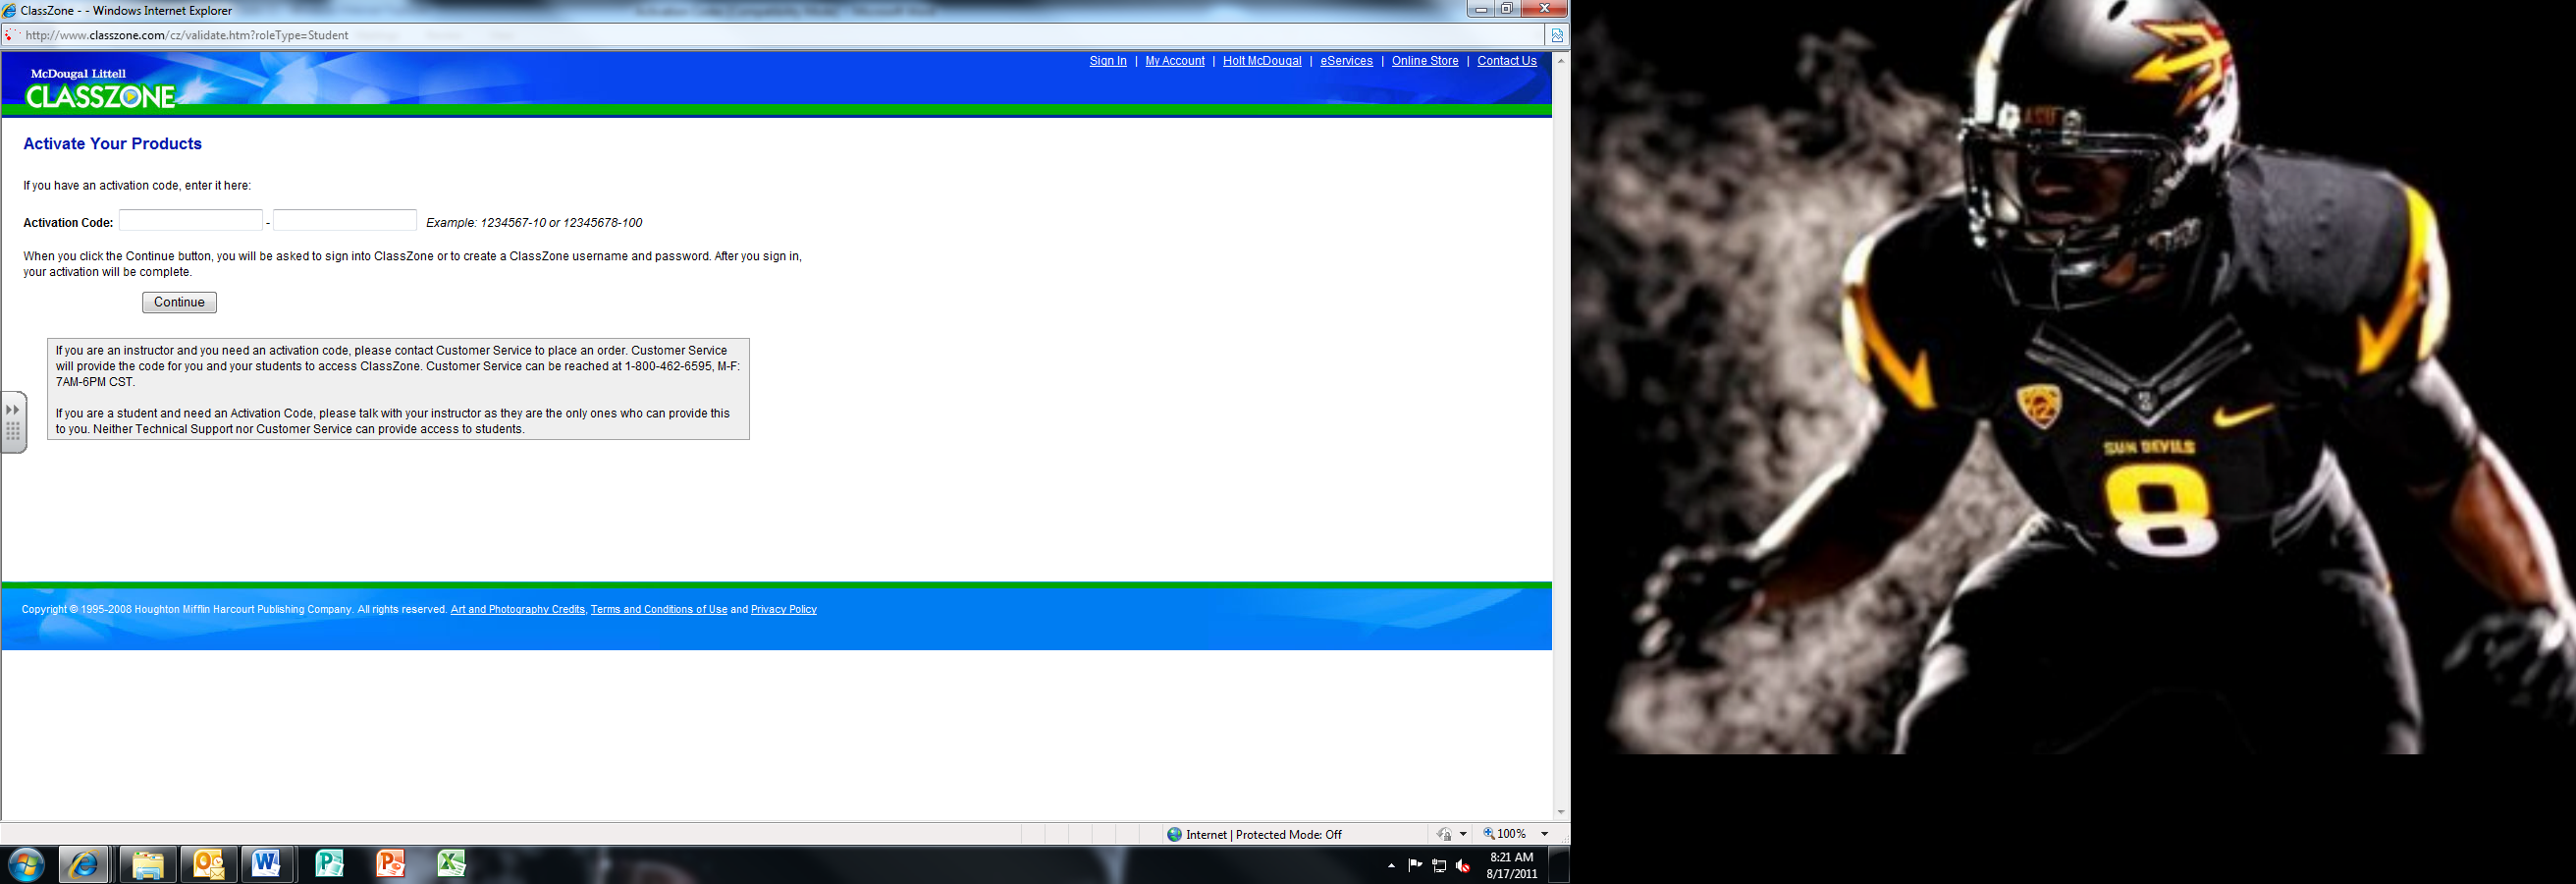 ClassZone - - Windows Internet Explorer
http://www.classzone.com/cz/validate.htm?roleType=Student
Sign In | My Account | Holt McDougal | eServices | Online Store | Contact Us
McDougal Littell
CLASSZONE
Activate Your Products
If you have an activation code, enter it here:
Activation Code: - Example: 1234567-10 or 12345678-100
When you click the Continue button, you will be asked to sign into ClassZone or to create a ClassZone username and password. After you sign in,
your activation will be complete.
Continue
If you are an instructor and you need an activation code, please contact Customer Service to place an order. Customer Service
will provide the code for you and your students to access ClassZone. Customer Service can be reached at 1-800-462-6595, M-F:
7AM-6PM CST.
If you are a student and need an Activation Code, please talk with your instructor as they are the only ones who can provide this
to you. Neither Technical Support nor Customer Service can provide access to students.
Copyright © 1995-2008 Houghton Mifflin Harcourt Publishing Company. All rights reserved. Art and Photography Credits, Terms and Conditions of Use and Privacy Policy
Internet | Protected Mode: Off
100%
8:21 AM
8/17/2011
ASU
12
SUN DEVILS
8